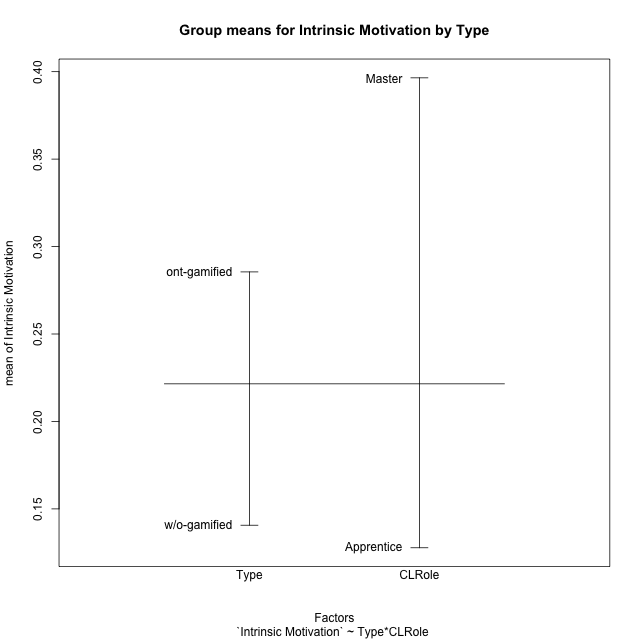 Group means for Intrinsic Motivation by Type
mean of Intrinsic Motivation
0.40
0.35
0.30
0.25
0.20
0.15
Master
ont-gamified
w/o-gamified
Apprentice
Type
CLRole
Factors
`Intrinsic Motivation` ~ Type*CLRole